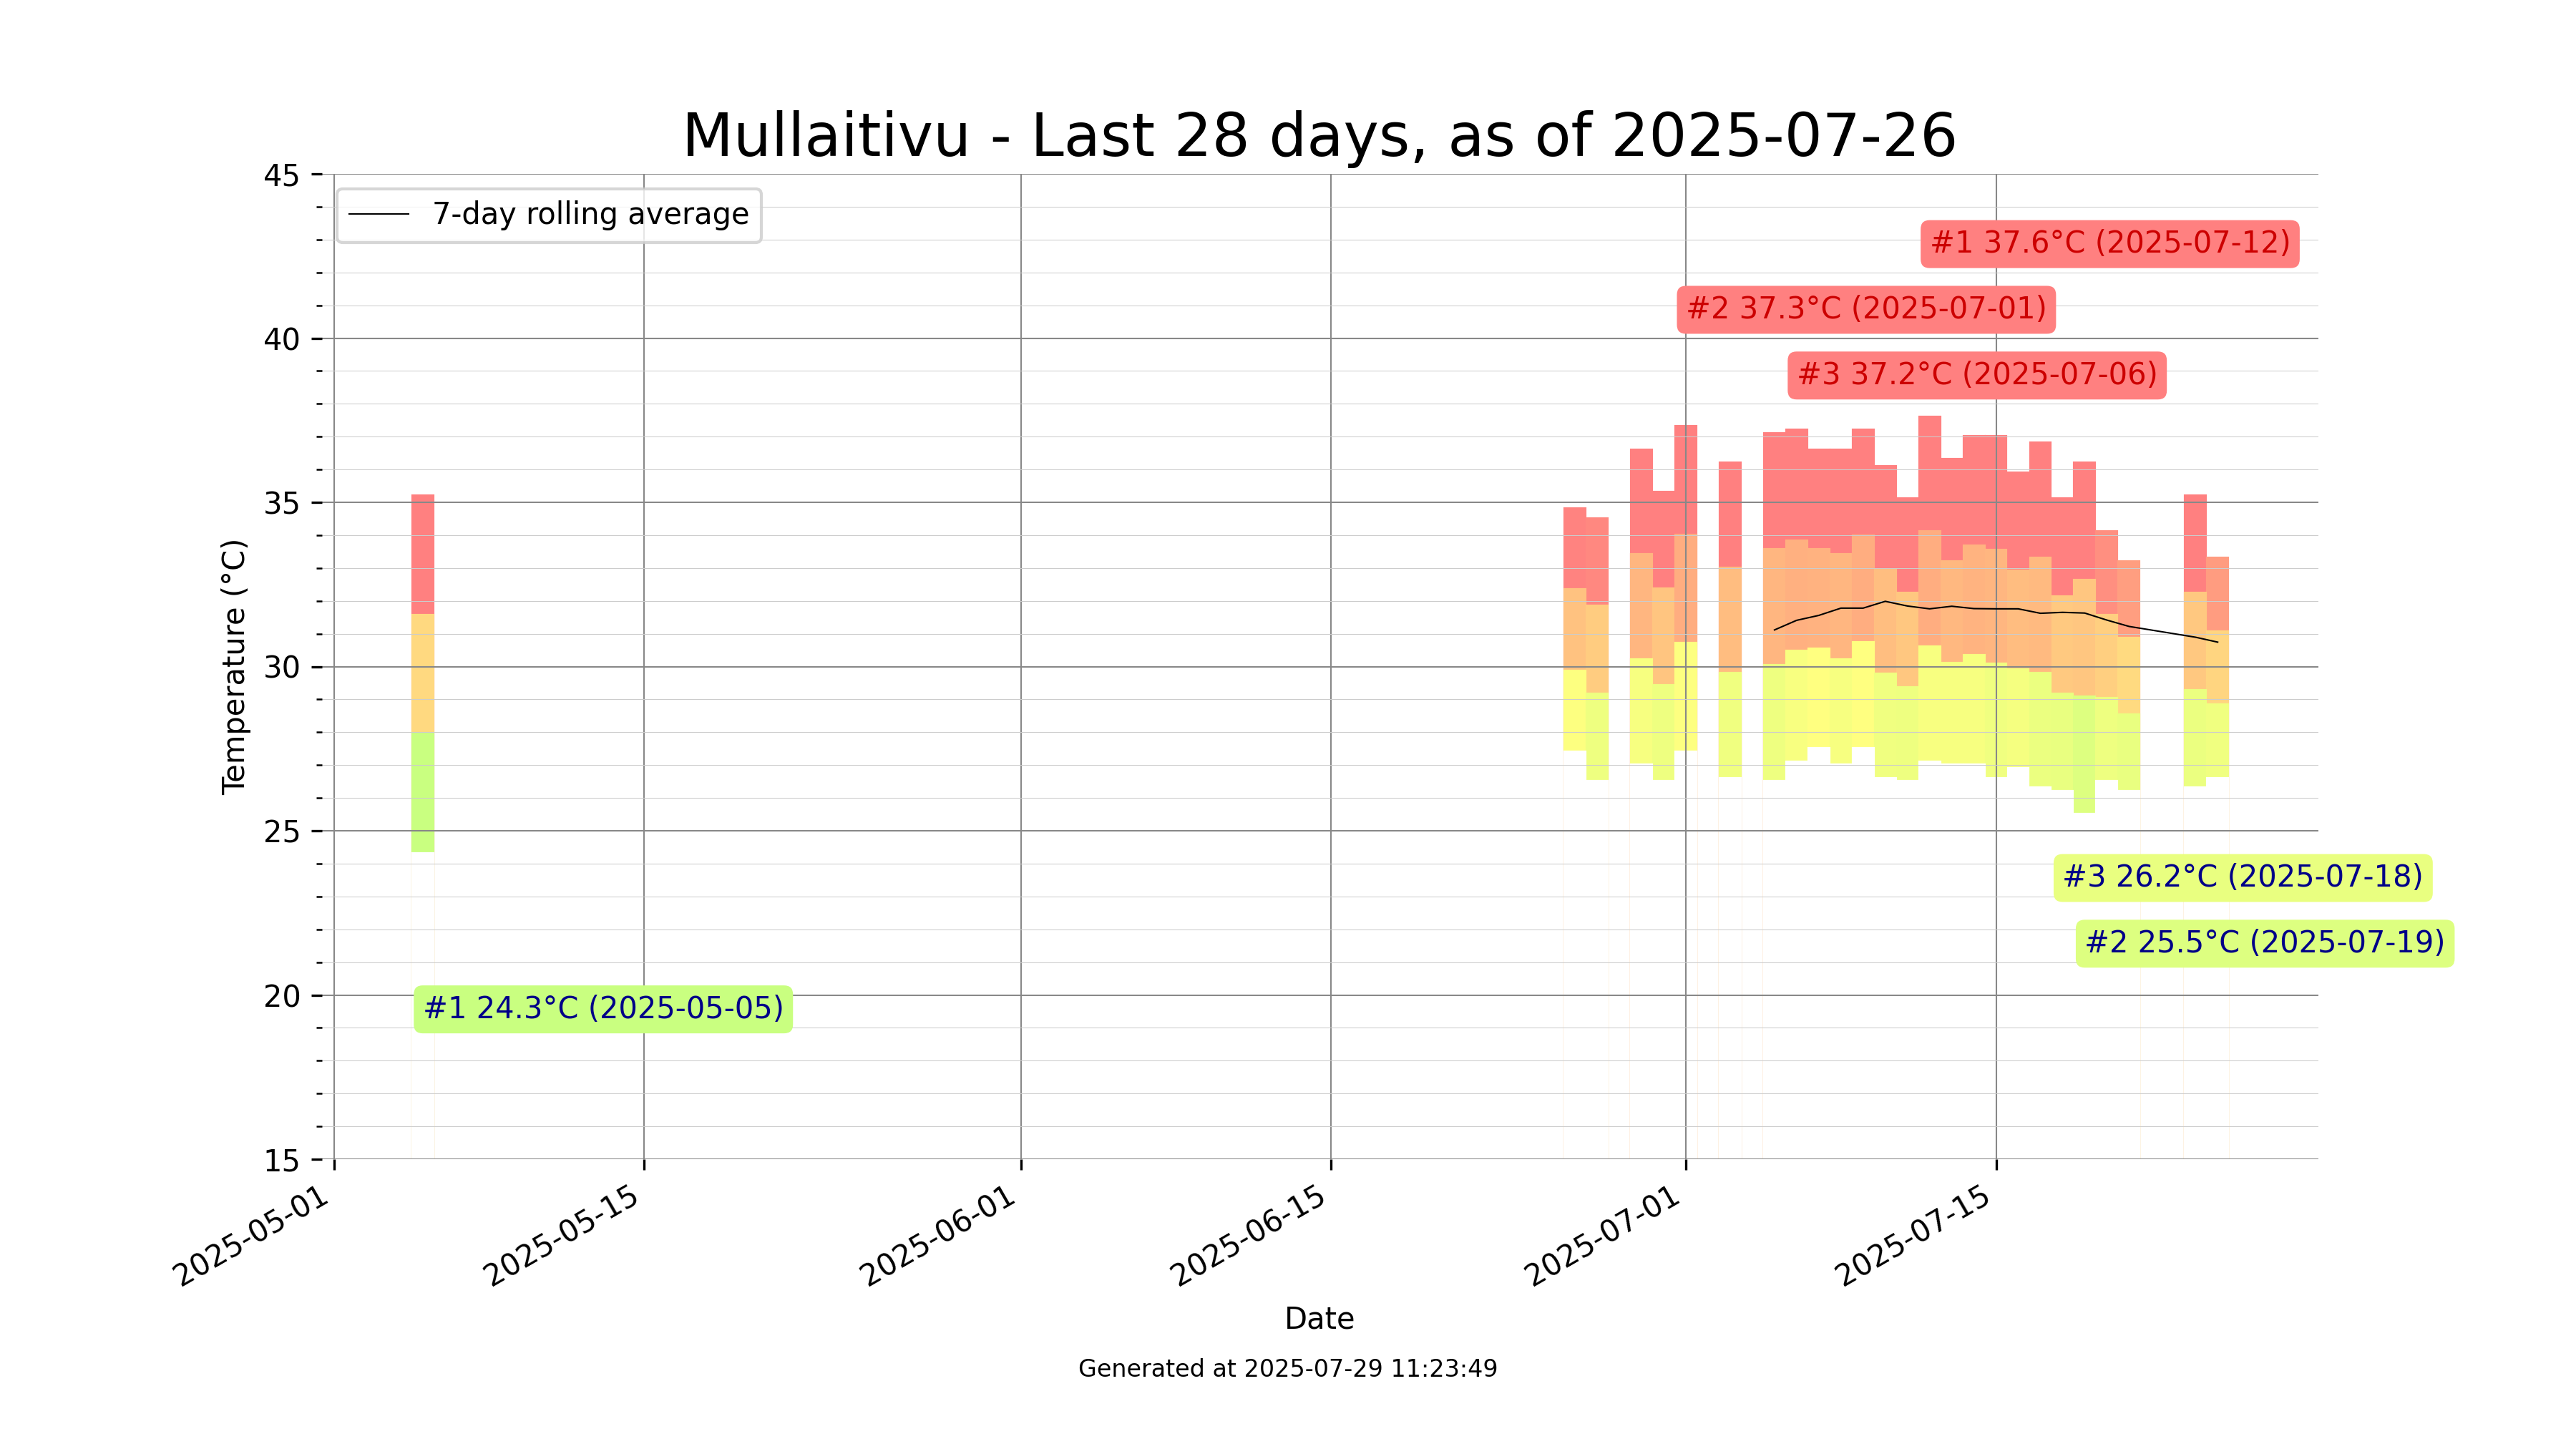 Mullaitivu - Last 28 days, as of 2025-07-26
7-day rolling average
#1 37.6°C (2025-07-12)
#2 37.3°C (2025-07-01)
#3 37.2°C (2025-07-06)
#3 26.2°C (2025-07-18)
#2 25.5°C (2025-07-19)
#1 24.3°C (2025-05-05)
Temperature (°C)
45
40
35
30
25
20
15
2025-05-01
2025-05-15
2025-06-01
2025-06-15
2025-07-01
2025-07-15
Date
Generated at 2025-07-29 11:23:49